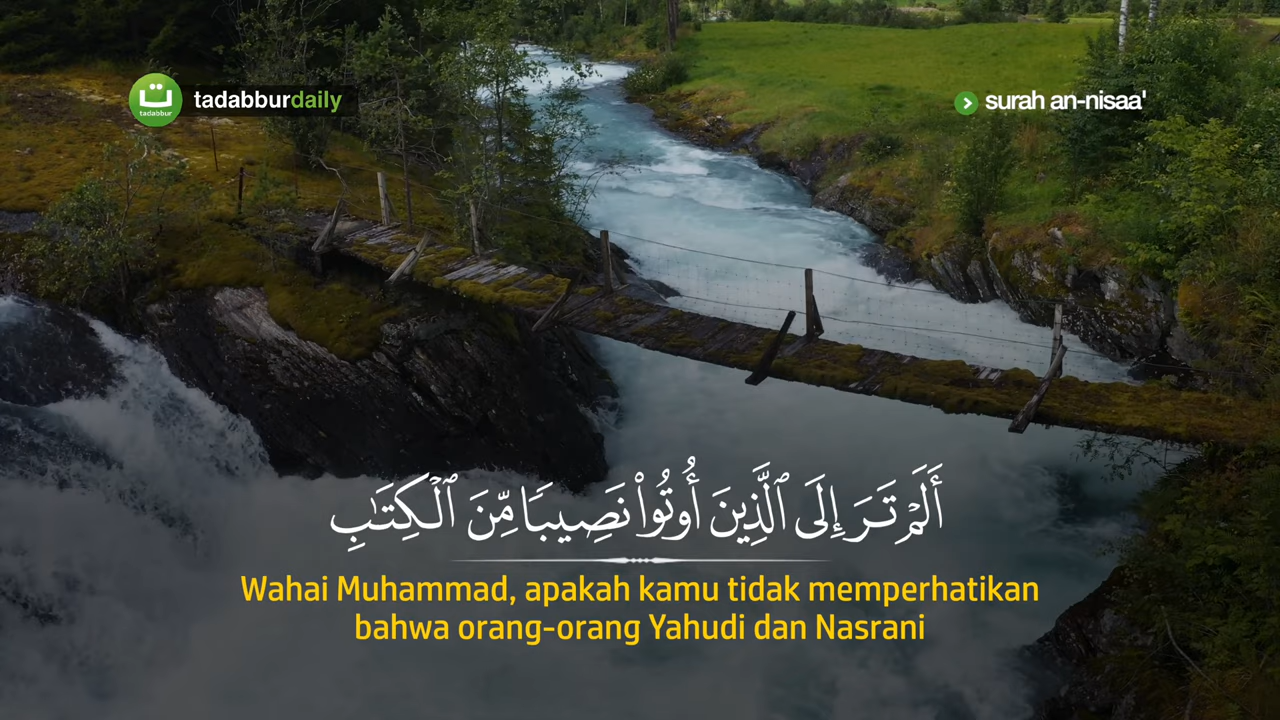 ت
tadabbur
tadabburdaily
surah an-nisaa'
أَلَمْ تَرَ إِلَى ٱلَّذِينَ أُوتُوا۟ نَصِيبًا مِّنَ ٱلْكِتَـٰبِ
Wahai Muhammad, apakah kamu tidak memperhatikan
bahwa orang-orang Yahudi dan Nasrani